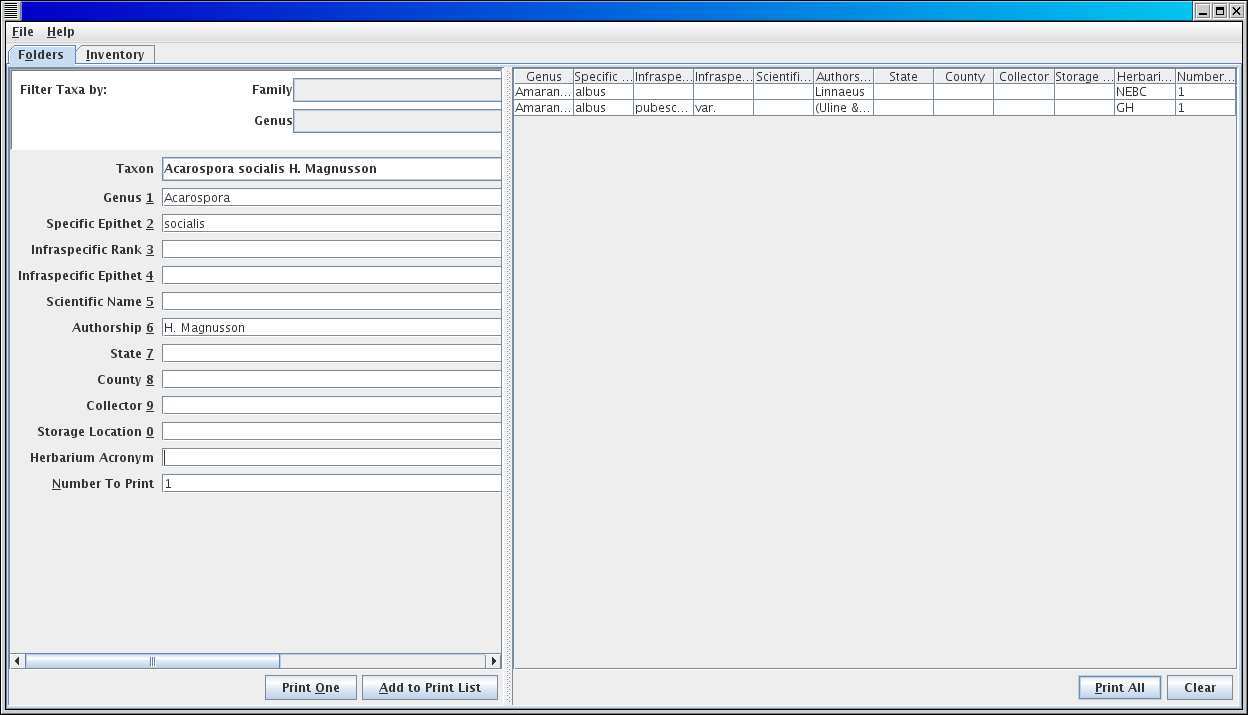 File Help
Folders Inventory
Filter Taxa by: Family
Genus
Taxon Acarospora socialis H. Magnusson
Genus 1 Acarospora
Specific Epithet 2 socialis
Infraspecific Rank 3
Infraspecific Epithet 4
Scientific Name 5
Authorship 6 H. Magnusson
State 7
County 8
Collector 9
Storage Location 0
Herbarium Acronym
Number To Print 1
Print One Add to Print List
Genus Specific ... Infraspe... Infraspe... Scientifi... Authors... State County Collector Storage ... Herbari... Number...
Amaran... albus Linnaeus NEBC 1
Amaran... albus pubesc... var. (Uline &... GH 1
Print All Clear